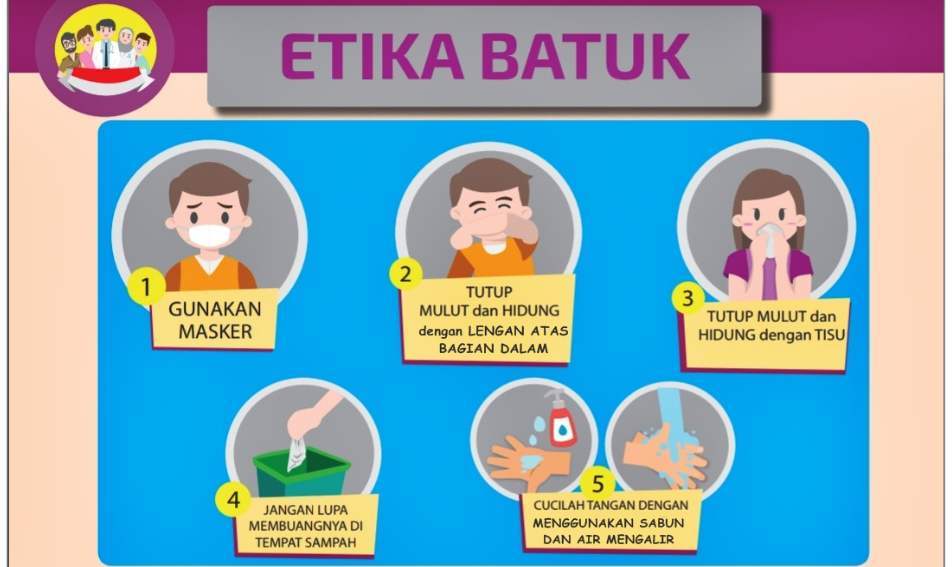 ETIKA BATUK
1
GUNAKAN
MASKER
2
TUTUP
MULUT dan HIDUNG
dengan LENGAN ATAS
BAGIAN DALAM
3
TUTUP MULUT dan
HIDUNG dengan TISU
4
JANGAN LUPA
MEMBUANGNYA DI
TEMPAT SAMPAH
5
CUCILAH TANGAN DENGAN
MENGGUNAKAN SABUN
DAN AIR MENGALIR